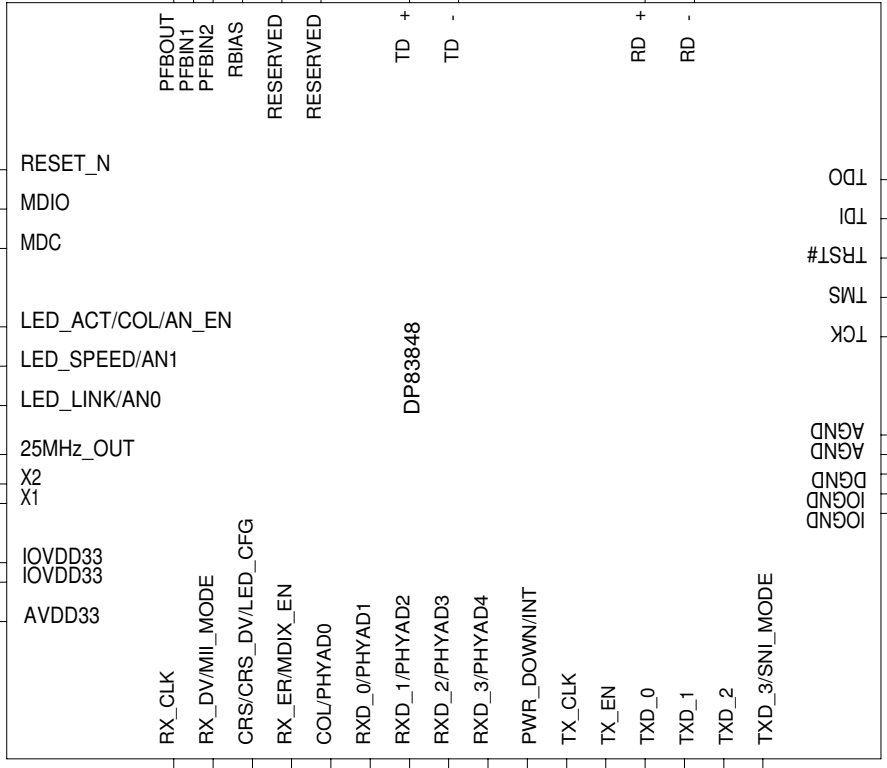 PFBOUT
PFBIN1
PFBIN2
RBIAS
RESERVED
RESERVED
TD +
TD -
RD +
RD -
RESET_N
MDIO
MDC
LED_ACT/COL/AN_EN
LED_SPEED/AN1
LED_LINK/AN0
25MHz_OUT
X2
X1
IOVDD33
IOVDD33
AVDD33
DP83848
TDO
TDI
TRST#
TMS
TCK
AGND
AGND
DGND
IOGND
IOGND
RX_CLK
RX_DV/MII_MODE
CRS/CRS_DV/LED_CFG
RX_ER/MDIX_EN
COL/PHYAD0
RXD_0/PHYAD1
RXD_1/PHYAD2
RXD_2/PHYAD3
RXD_3/PHYAD4
PWR_DOWN/INT
TX_CLK
TX_EN
TXD_0
TXD_1
TXD_2
TXD_3/SNI_MODE